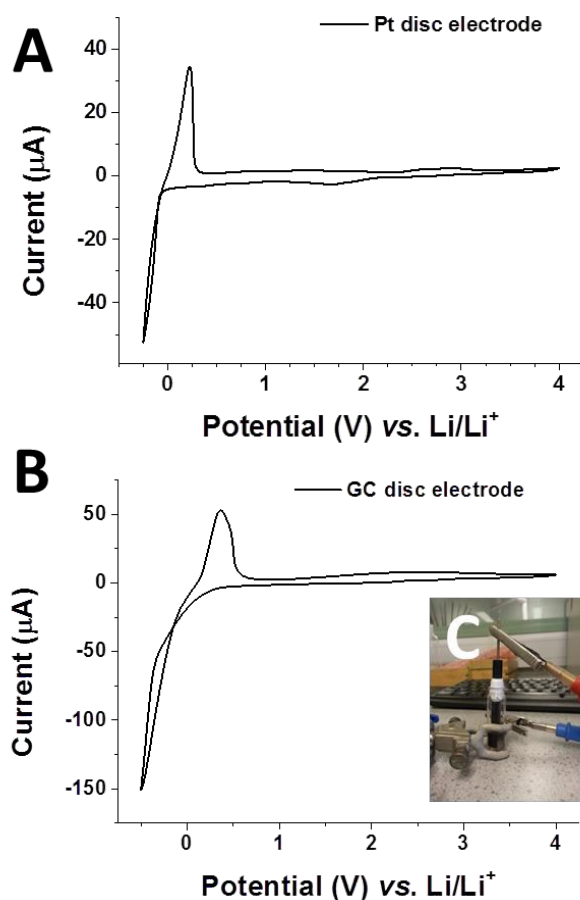 A
Pt disc electrode
40
20
0
-20
-40
Current (μA)
0 1 2 3 4
Potential (V) vs. Li/Li⁺
B
GC disc electrode
50
0
-50
-100
-150
Current (μA)
C
0 1 2 3 4
Potential (V) vs. Li/Li⁺